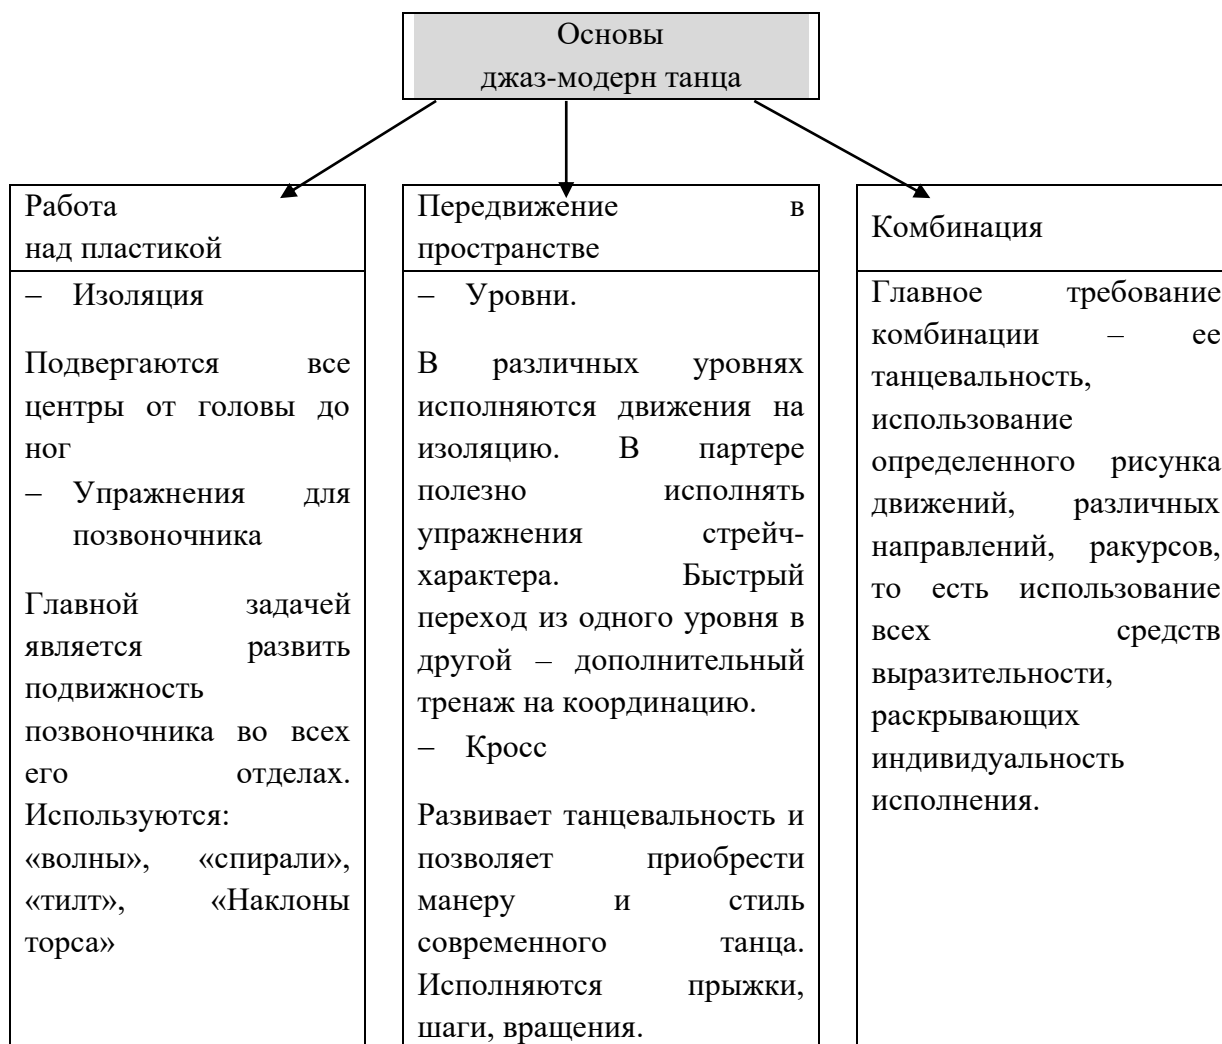 Основы
джаз-модерн танца
Работа
над пластикой
– Изоляция
Подвергаются все
центры от головы до
ног
– Упражнения для
позвоночника
Главной задачей
является развить
подвижность
позвоночника во всех
его отделах.
Используются:
«волны», «спирали»,
«тилт», «Наклоны
торса»
Передвижение в
пространстве
– Уровни.
В различных уровнях
исполняются движения на
изоляцию. В партере
полезно исполнять
упражнения стрейч-
характера. Быстрый
переход из одного уровня в
другой – дополнительный
тренаж на координацию.
– Кросс
Развивает танцевальность и
позволяет приобрести
манеру и стиль
современного танца.
Исполняются прыжки,
шаги, вращения.
Комбинация
Главное требование
комбинации – ее
танцевальность,
использование
определенного рисунка
движений, различных
направлений, ракурсов,
то есть использование
всех средств
выразительности,
раскрывающих
индивидуальность
исполнения.